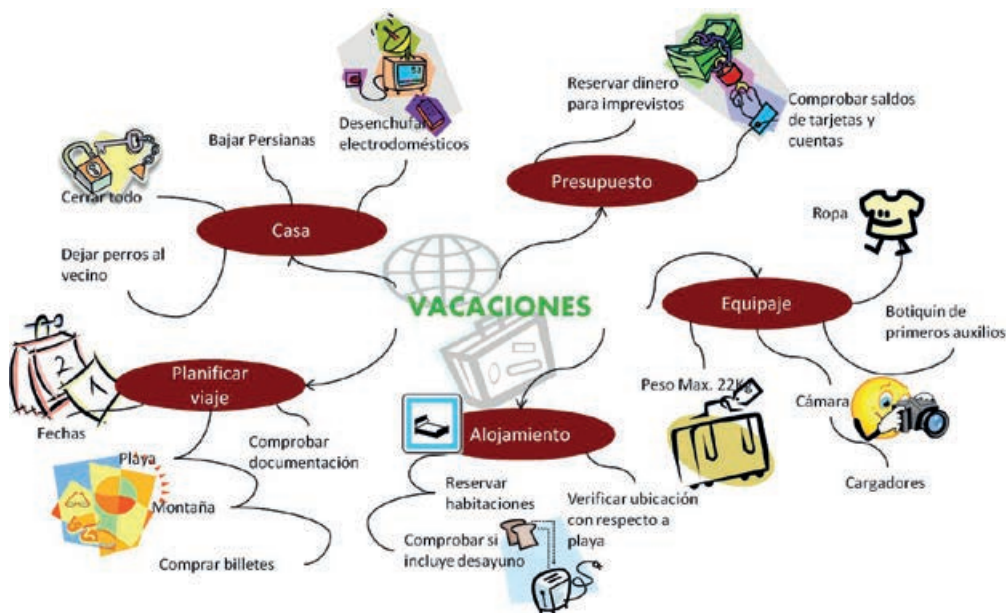 VACACIONES
Casa
Cerrar todo
Bajar Persianas
Desenchufar
electrodomésticos
Dejar perros al
vecino
Presupuesto
Reservar dinero
para imprevistos
Comprobar saldos
de tarjetas y
cuentas
Equipaje
Ropa
Botiquín de
primeros auxilios
Cámara
Cargadores
Peso Max. 22Kg
Alojamiento
Reservar
habitaciones
Comprobar si
incluye desayuno
Verificar ubicación
con respecto a
playa
Planificar
viaje
2
1
Fechas
Playa
Montaña
Comprar billetes
Comprobar
documentación